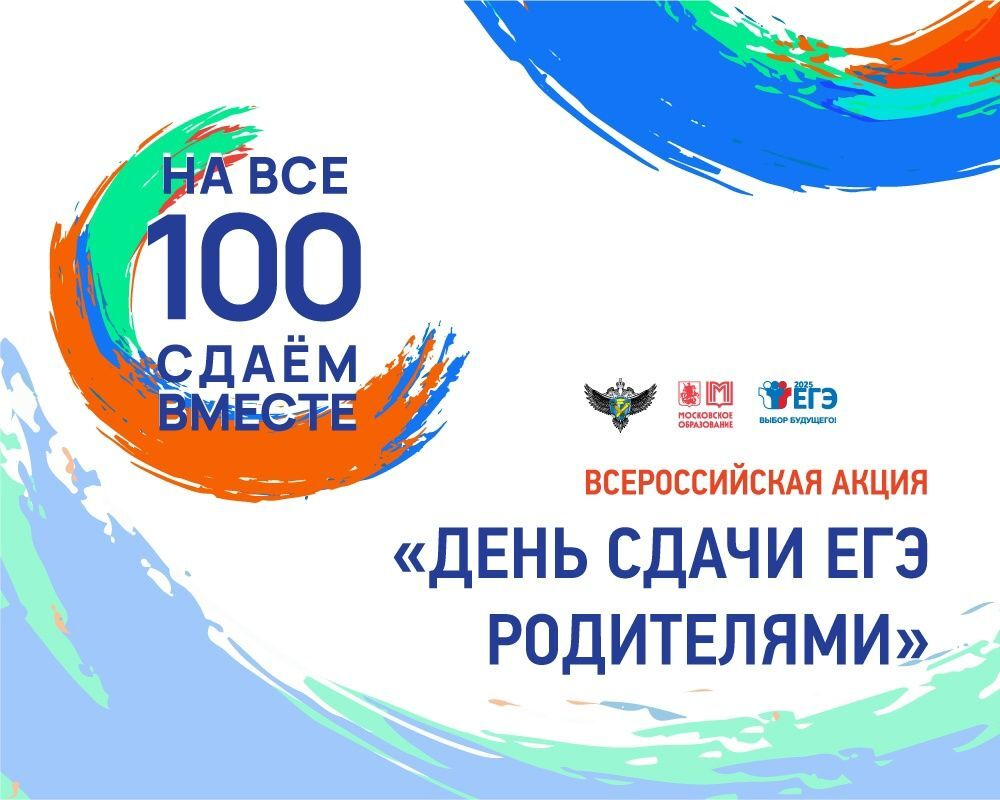 НА ВСЕ
100
СДАЁМ
ВМЕСТЕ
МОСКОВСКОЕ
ОБРАЗОВАНИЕ
2025
ЕГЭ
ВЫБОР БУДУЩЕГО!
ВСЕРОССИЙСКАЯ АКЦИЯ
«ДЕНЬ СДАЧИ ЕГЭ
РОДИТЕЛЯМИ»